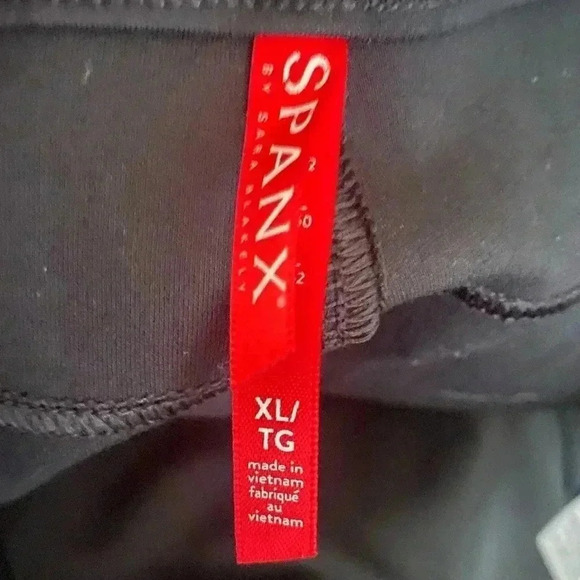 SPANX®
BY SARA BLAKELY
XL/
TG
made in
vietnam
fabriqué
au
vietnam